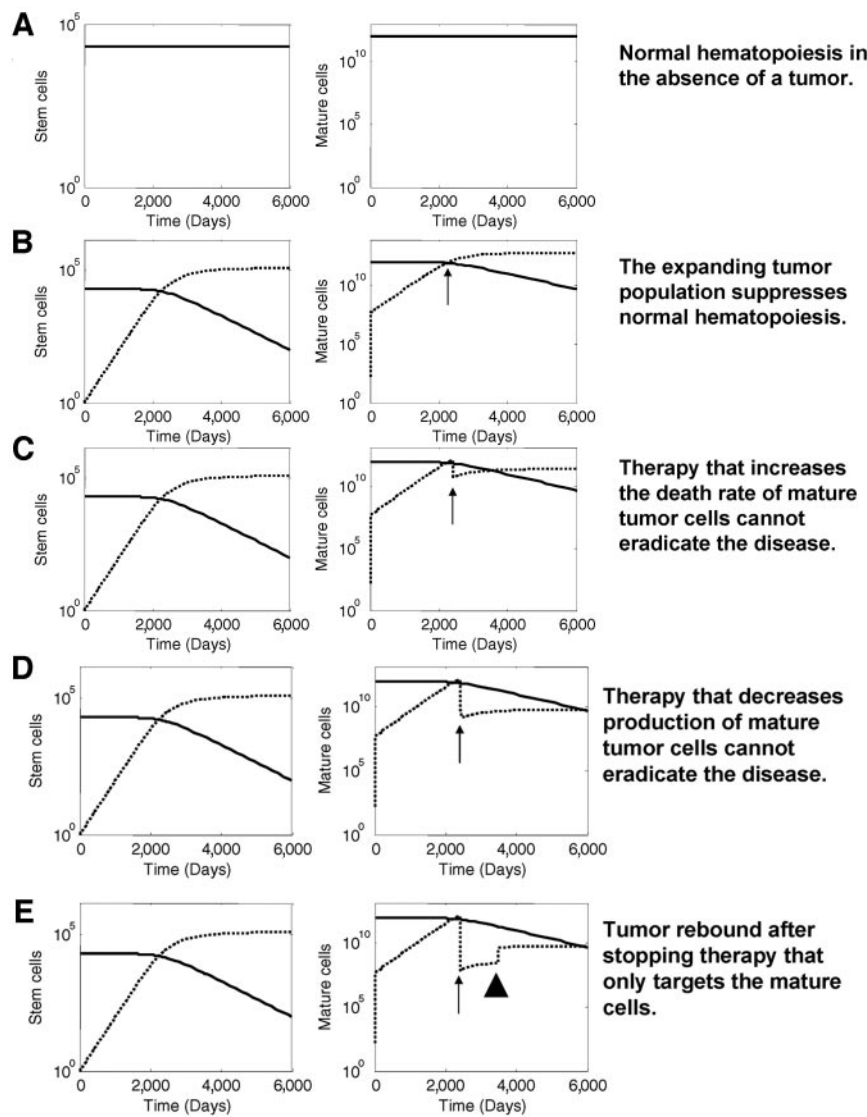 A
Stem cells
10^5
10^0
0 2,000 4,000 6,000
Time (Days)
Mature cells
10^10
10^5
10^0
0 2,000 4,000 6,000
Time (Days)
Normal hematopoiesis in
the absence of a tumor.
B
Stem cells
10^5
10^0
0 2,000 4,000 6,000
Time (Days)
Mature cells
10^10
10^5
10^0
0 2,000 4,000 6,000
Time (Days)
The expanding tumor
population suppresses
normal hematopoiesis.
C
Stem cells
10^5
10^0
0 2,000 4,000 6,000
Time (Days)
Mature cells
10^10
10^5
10^0
0 2,000 4,000 6,000
Time (Days)
Therapy that increases
the death rate of mature
tumor cells cannot
eradicate the disease.
D
Stem cells
10^5
10^0
0 2,000 4,000 6,000
Time (Days)
Mature cells
10^10
10^5
10^0
0 2,000 4,000 6,000
Time (Days)
Therapy that decreases
production of mature
tumor cells cannot
eradicate the disease.
E
Stem cells
10^5
10^0
0 2,000 4,000 6,000
Time (Days)
Mature cells
10^10
10^5
10^0
0 2,000 4,000 6,000
Time (Days)
Tumor rebound after
stopping therapy that
only targets the mature
cells.